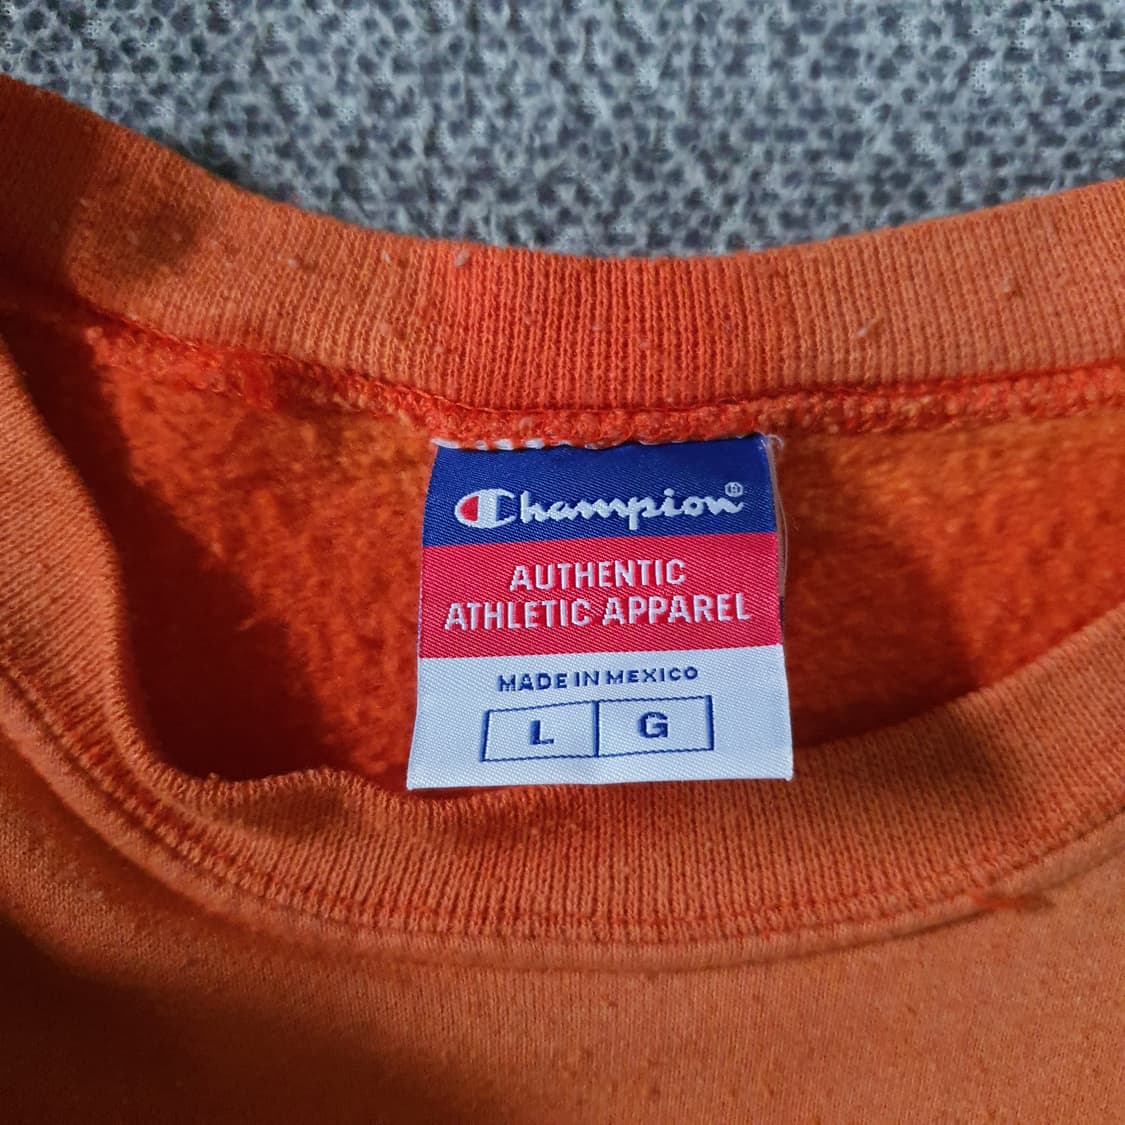 Champion®
AUTHENTIC
ATHLETIC APPAREL
MADE IN MEXICO
L G